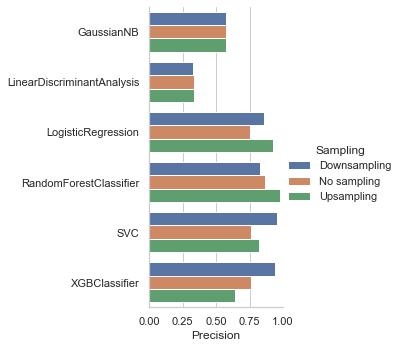 GaussianNB
LinearDiscriminantAnalysis
LogisticRegression
RandomForestClassifier
SVC
XGBClassifier
0.00 0.25 0.50 0.75 1.00
Precision
Sampling
Downsampling
No sampling
Upsampling